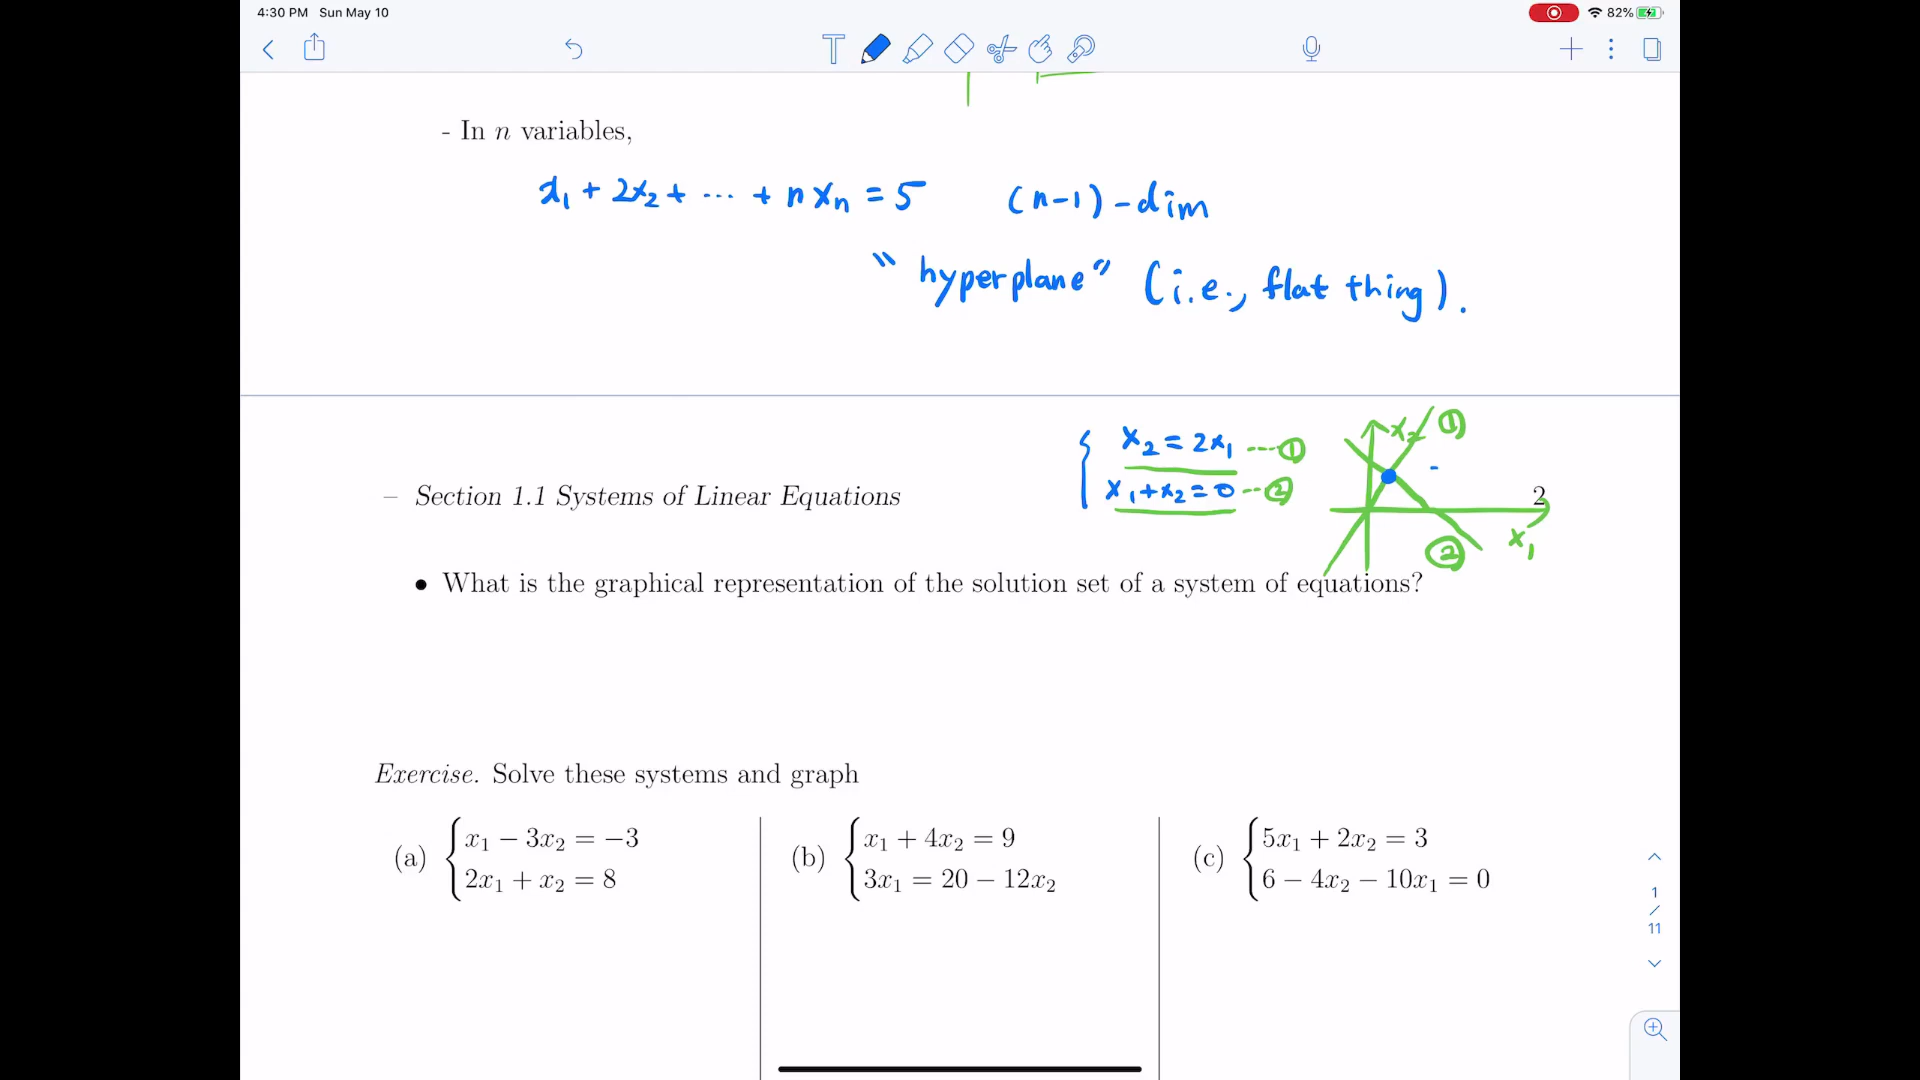 4:30 PM Sun May 10
82%
- In n variables,
x₁ + 2x₂ + ... + n xₙ = 5 (n-1)-dim
"hyperplane" (i.e., flat thing).
x₂ = 2x₁ ---- ①
x₁ + x₂ = 0 --- ②
x₂ ①
2
x₁
②
– Section 1.1 Systems of Linear Equations
• What is the graphical representation of the solution set of a system of equations?
Exercise. Solve these systems and graph
(a) { x₁ − 3x₂ = −3
2x₁ + x₂ = 8
(b) { x₁ + 4x₂ = 9
3x₁ = 20 − 12x₂
(c) { 5x₁ + 2x₂ = 3
6 − 4x₂ − 10x₁ = 0
1
/
11